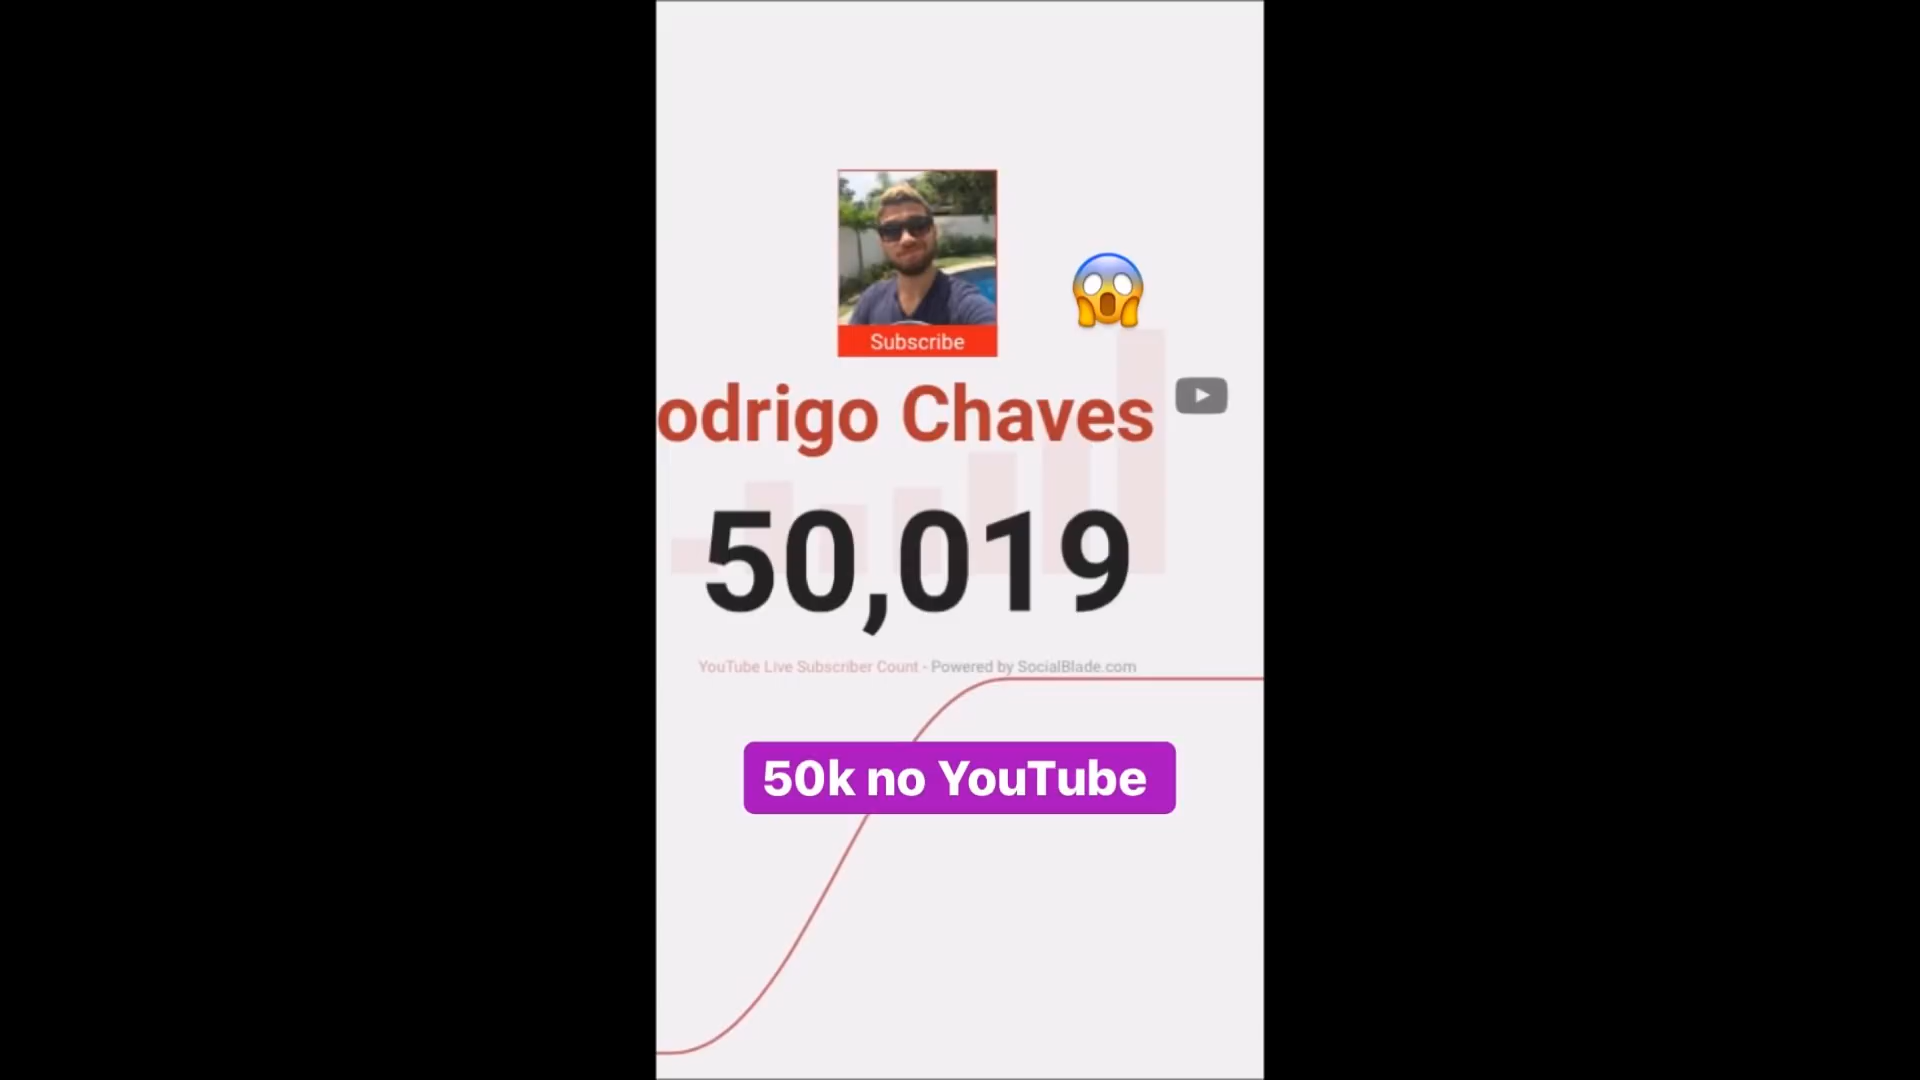 Subscribe
odrigo Chaves
50,019
YouTube Live Subscriber Count - Powered by SocialBlade.com
50k no YouTube